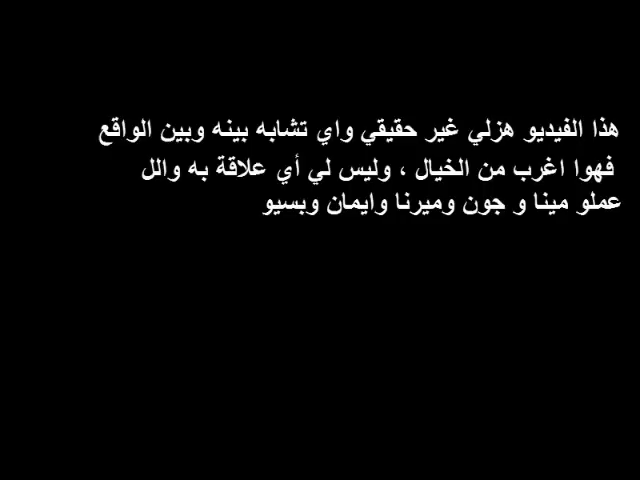 هذا الفيديو هزلي غير حقيقي واي تشابه بينه وبين الواقع
فهوا اغرب من الخيال ، وليس لي أي علاقة به والل
عملو مينا و جون وميرنا وايمان وبسيو